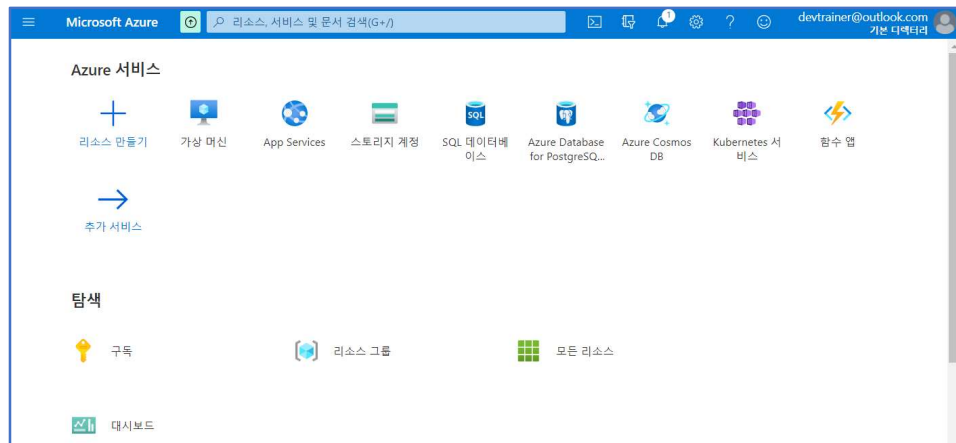 Microsoft Azure
리소스, 서비스 및 문서 검색(G+/)
1
devtrainer@outlook.com
기본 디렉터리
Azure 서비스
리소스 만들기
가상 머신
App Services
스토리지 계정
SQL
SQL 데이터베
이스
Azure Database
for PostgreSQ...
Azure Cosmos
DB
Kubernetes 서
비스
함수 앱
추가 서비스
탐색
구독
리소스 그룹
모든 리소스
대시보드